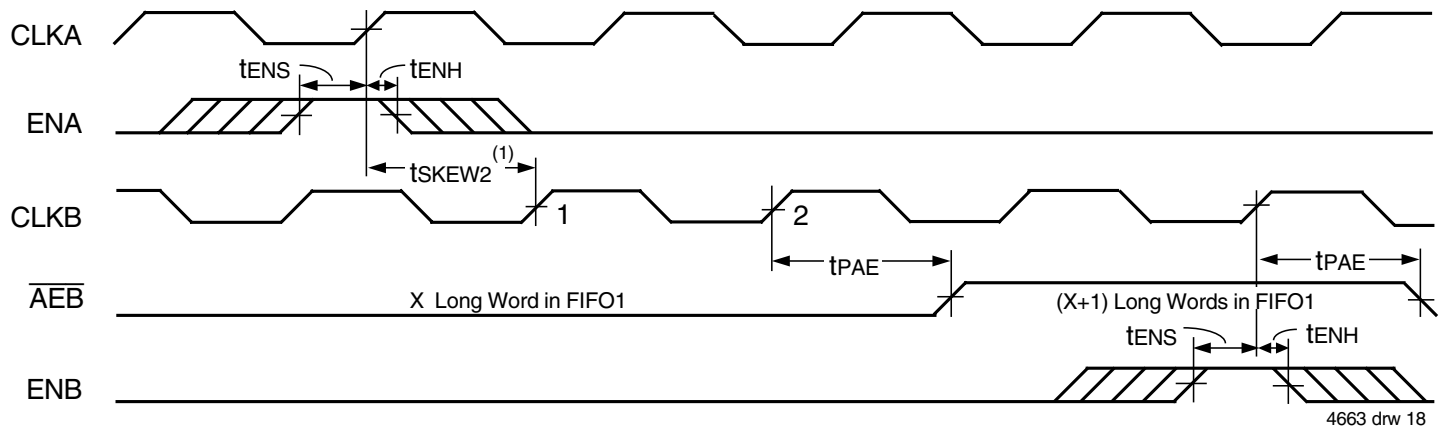 CLKA
tENS
tENH
ENA
tSKEW2(1)
CLKB
1
2
tPAE
tPAE
AEB
X Long Word in FIFO1
(X+1) Long Words in FIFO1
tENS
tENH
ENB
4663 drw 18